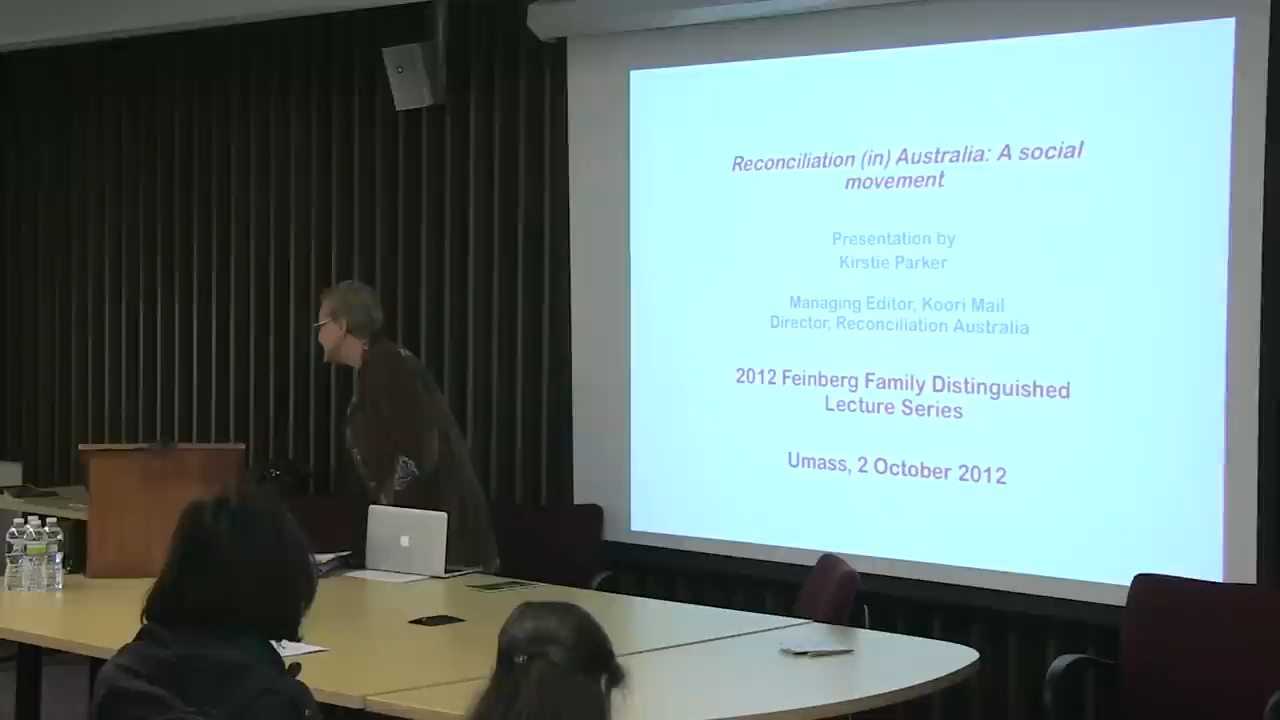 Reconciliation (in) Australia: A social
movement
Presentation by
Kirstie Parker
Managing Editor, Koori Mail
Director, Reconciliation Australia
2012 Feinberg Family Distinguished
Lecture Series
Umass, 2 October 2012